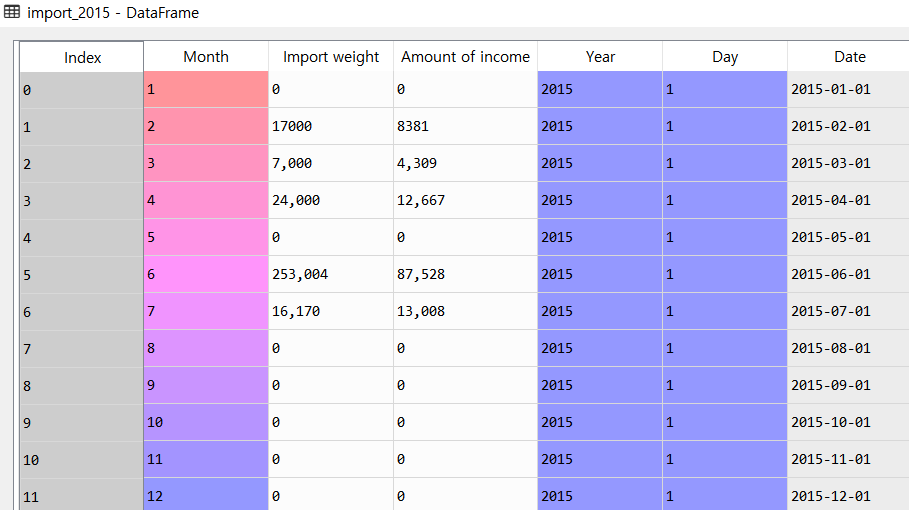 import_2015 - DataFrame
Index Month Import weight Amount of income Year Day Date
0 1 0 0 2015 1 2015-01-01
1 2 17000 8381 2015 1 2015-02-01
2 3 7,000 4,309 2015 1 2015-03-01
3 4 24,000 12,667 2015 1 2015-04-01
4 5 0 0 2015 1 2015-05-01
5 6 253,004 87,528 2015 1 2015-06-01
6 7 16,170 13,008 2015 1 2015-07-01
7 8 0 0 2015 1 2015-08-01
8 9 0 0 2015 1 2015-09-01
9 10 0 0 2015 1 2015-10-01
10 11 0 0 2015 1 2015-11-01
11 12 0 0 2015 1 2015-12-01